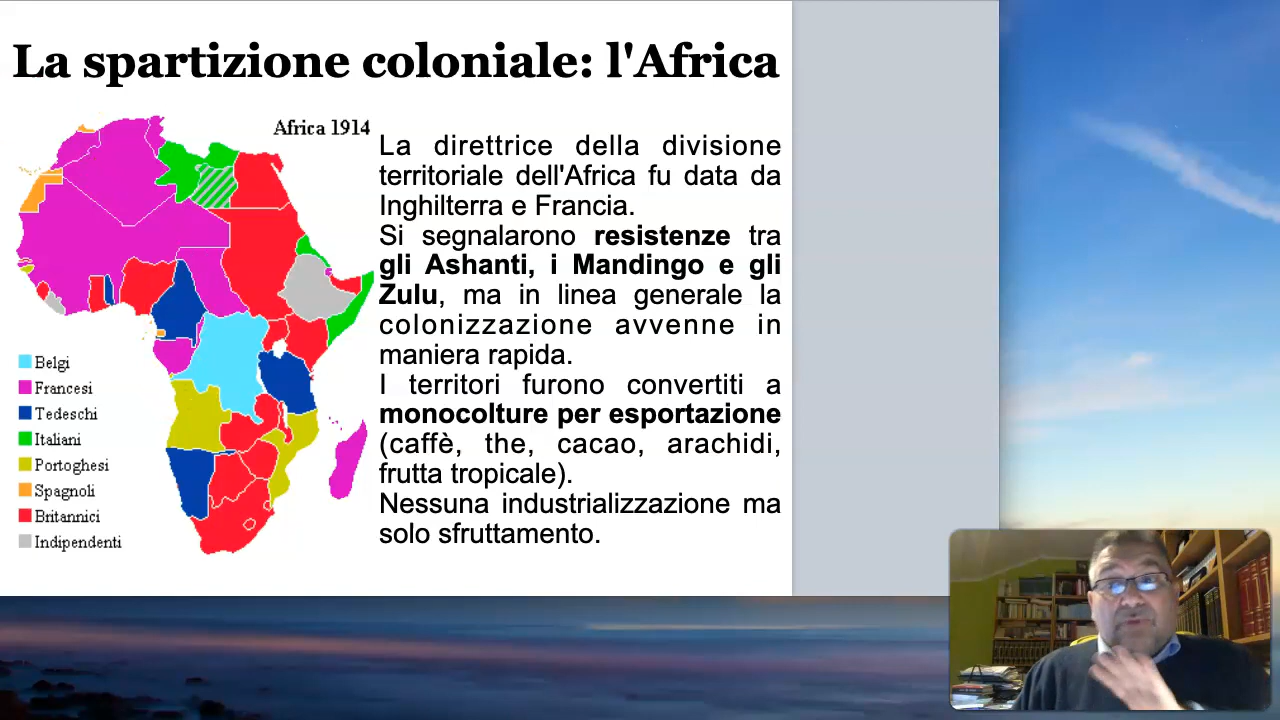 La spartizione coloniale: l'Africa
Africa 1914
La direttrice della divisione
territoriale dell'Africa fu data da
Inghilterra e Francia.
Si segnalarono resistenze tra
gli Ashanti, i Mandingo e gli
Zulu, ma in linea generale la
colonizzazione avvenne in
maniera rapida.
I territori furono convertiti a
monocolture per esportazione
(caffè, the, cacao, arachidi,
frutta tropicale).
Nessuna industrializzazione ma
solo sfruttamento.
Belgi
Francesi
Tedeschi
Italiani
Portoghesi
Spagnoli
Britannici
Indipendenti